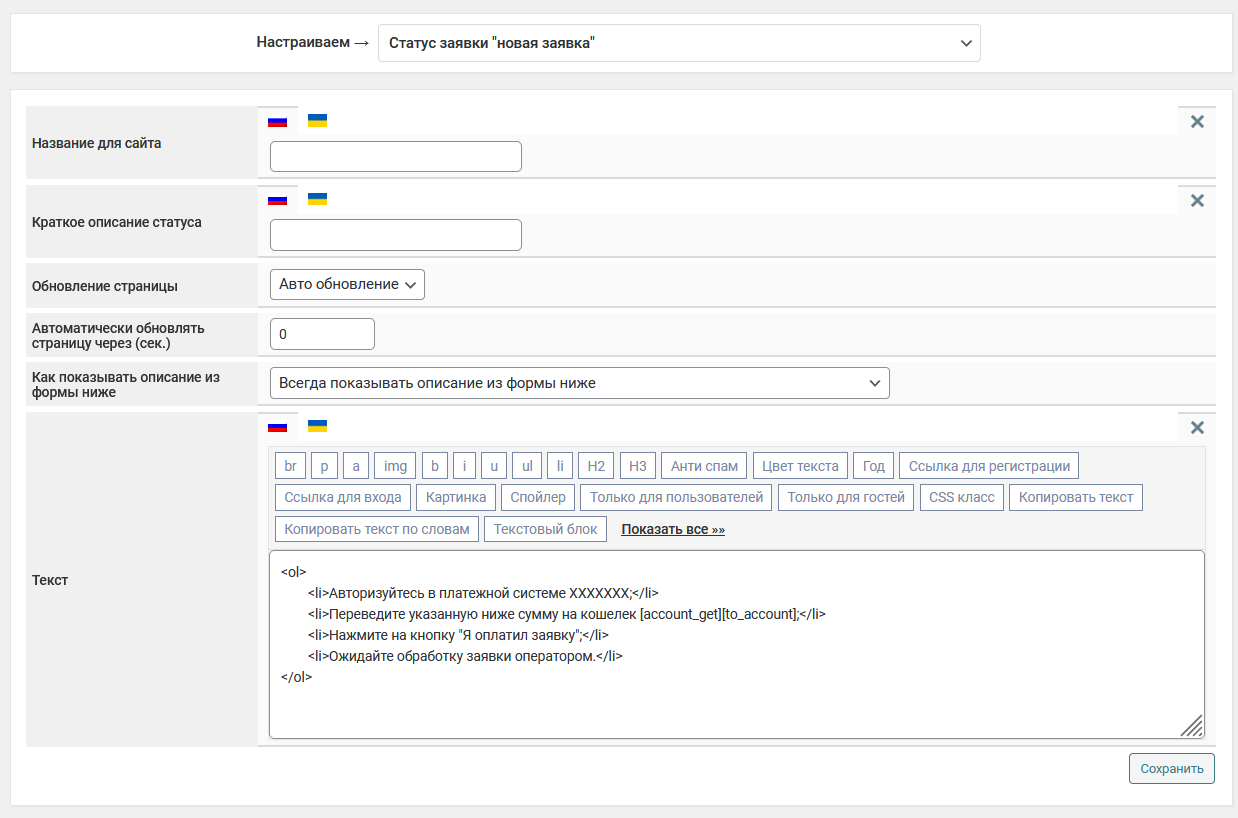 Настраиваем → Статус заявки "новая заявка"
Название для сайта
Краткое описание статуса
Обновление страницы
Авто обновление
Автоматически обновлять
страницу через (сек.)
0
Как показывать описание из
формы ниже
Всегда показывать описание из формы ниже
Текст
br p a img b i u ul li H2 H3 Анти спам Цвет текста Год Ссылка для регистрации
Ссылка для входа Картинка Спойлер Только для пользователей Только для гостей CSS класс Копировать текст
Копировать текст по словам Текстовый блок Показать все »»
<ol>
<li>Авторизуйтесь в платежной системе XXXXXXX;</li>
<li>Переведите указанную ниже сумму на кошелек [account_get][to_account];</li>
<li>Нажмите на кнопку "Я оплатил заявку";</li>
<li>Ожидайте обработку заявки оператором.</li>
</ol>
Сохранить